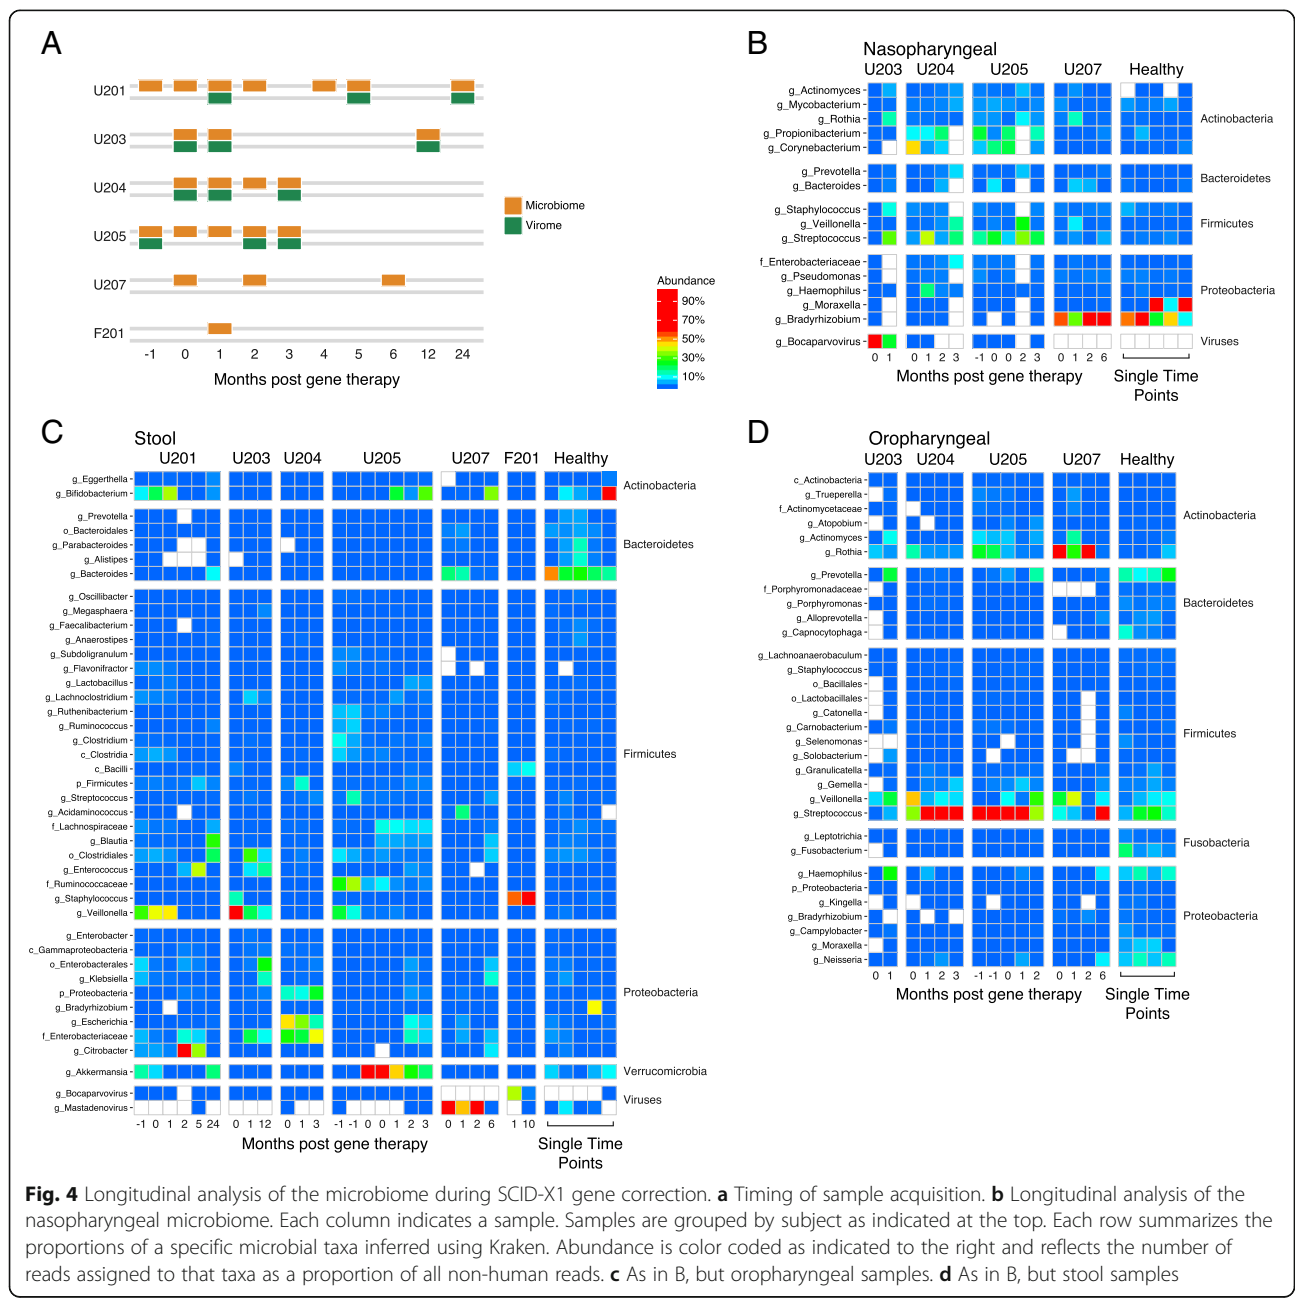 A
U201
U203
U204
U205
U207
F201
-1 0 1 2 3 4 5 6 12 24
Months post gene therapy
Microbiome
Virome
Abundance
90%
70%
50%
30%
10%
B
Nasopharyngeal
U203 U204 U205 U207 Healthy
g_Actinomyces
g_Mycobacterium
g_Rothia
g_Propionibacterium
g_Corynebacterium
Actinobacteria
g_Prevotella
g_Bacteroides
Bacteroidetes
g_Staphylococcus
g_Veillonella
g_Streptococcus
Firmicutes
f_Enterobacteriaceae
g_Pseudomonas
g_Haemophilus
g_Moraxella
g_Bradyrhizobium
Proteobacteria
g_Bocaparvovirus
Viruses
0 1 0 1 2 3 -1 0 0 2 3 0 2 6
Months post gene therapy
Single Time
Points
C
Stool
U201 U203 U204 U205 U207 F201 Healthy
g_Eggerthella
g_Bifidobacterium
Actinobacteria
g_Prevotella
o_Bacteroidales
g_Parabacteroides
g_Alistipes
g_Bacteroides
Bacteroidetes
g_Oscillibacter
g_Megasphaera
g_Faecalibacterium
g_Anaerostipes
g_Subdoligranulum
g_Flavonifractor
g_Lactobacillus
g_Lachnoclostridium
g_Ruthenibacterium
g_Ruminococcus
g_Clostridium
c_Clostridia
c_Bacilli
p_Firmicutes
g_Streptococcus
g_Acidaminococcus
f_Lachnospiraceae
g_Blautia
o_Clostridiales
g_Enterococcus
f_Ruminococcaceae
g_Staphylococcus
g_Veillonella
Firmicutes
g_Enterobacter
c_Gammaproteobacteria
o_Enterobacterales
g_Klebsiella
p_Proteobacteria
g_Bradyrhizobium
g_Escherichia
f_Enterobacteriaceae
g_Citrobacter
Proteobacteria
g_Akkermansia
Verrucomicrobia
g_Bocaparvovirus
g_Mastadenovirus
Viruses
-1 0 1 2 5 24 0 1 12 0 1 3 -1 -1 0 0 1 2 3 0 1 2 6 1 10
Months post gene therapy
Single Time
Points
D
Oropharyngeal
U203 U204 U205 U207 Healthy
c_Actinobacteria
g_Trueperella
f_Actinomycetaceae
g_Atopobium
g_Actinomyces
g_Rothia
Actinobacteria
g_Prevotella
f_Porphyromonadaceae
g_Porphyromonas
g_Alloprevotella
g_Capnocytophaga
Bacteroidetes
g_Lachnoanaerobaculum
g_Staphylococcus
o_Bacillales
o_Lactobacillales
g_Catonella
g_Carnobacterium
g_Selenomonas
g_Solobacterium
g_Granulicatella
g_Gemella
g_Veillonella
g_Streptococcus
Firmicutes
g_Leptotrichia
g_Fusobacterium
Fusobacteria
g_Haemophilus
p_Proteobacteria
g_Kingella
g_Bradyrhizobium
g_Campylobacter
g_Moraxella
g_Neisseria
Proteobacteria
0 1 0 1 2 3 -1 -1 0 1 2 0 1 2 6
Months post gene therapy
Single Time
Points
Fig. 4 Longitudinal analysis of the microbiome during SCID-X1 gene correction. a Timing of sample acquisition. b Longitudinal analysis of the
nasopharyngeal microbiome. Each column indicates a sample. Samples are grouped by subject as indicated at the top. Each row summarizes the
proportions of a specific microbial taxa inferred using Kraken. Abundance is color coded as indicated to the right and reflects the number of
reads assigned to that taxa as a proportion of all non-human reads. c As in B, but oropharyngeal samples. d As in B, but stool samples